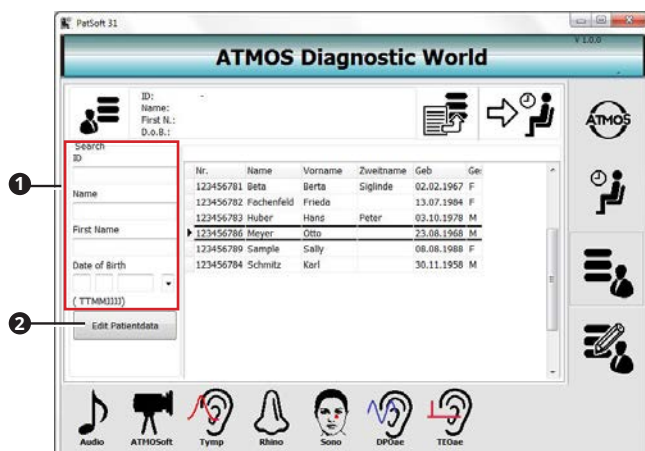 PatSoft 31
V 1.0.0
ATMOS Diagnostic World
ID: -
Name:
First N.:
D.o.B.:
ATMOS
Search
ID
Name
First Name
Date of Birth
( TTMMJJJJ)
Edit Patientdata
1
2
Nr. Name Vorname Zweitname Geb Ge
123456781 Beta Berta Siglinde 02.02.1967 F
123456782 Fachenfeld Frieda 13.07.1984 F
123456783 Huber Hans Peter 03.10.1978 M
123456786 Meyer Otto 23.08.1968 M
123456789 Sample Sally 08.08.1988 F
123456784 Schmitz Karl 30.11.1958 M
Audio ATMOSoft Tymp Rhino Sono DPOae TEOae